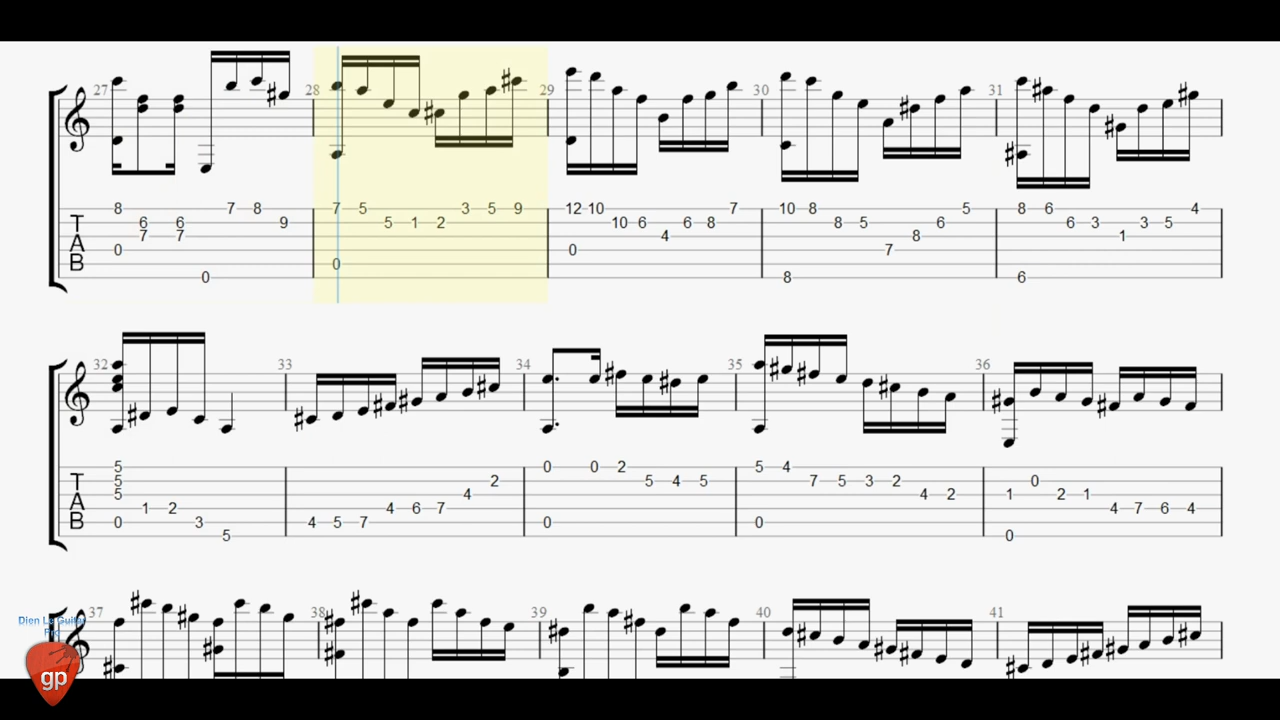 27 28 29 30 31
8 7 8 7 5 3 5 9 12 10 7 10 8 5 8 6 4
T 6 6 9 5 1 2 10 6 6 8 8 5 6 6 3 3 5
7 7 4 8 1
A 0 0 7
B 0
0 8 6
32 33 34 35 36
5 0 0 2 5 4
T 5 2 5 4 5 7 5 3 2 0
5 4 4 2 1 2 1
A 1 2 4 6 7 4 7 6 4
B 0 3 4 5 7 0 0
5 0
37 38 39 40 41
Dien Le Guitar
gp